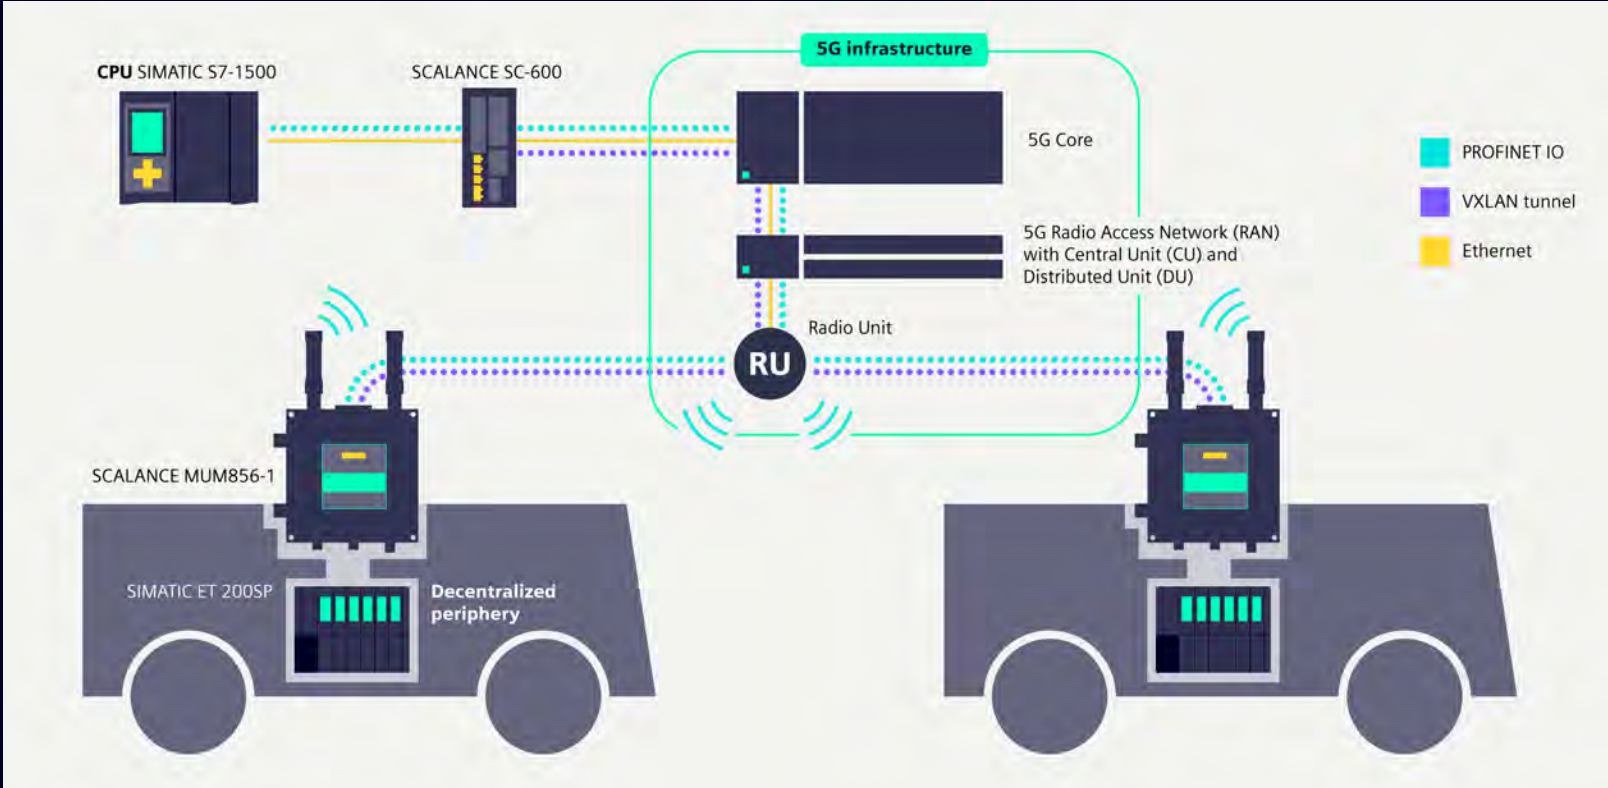 5G infrastructure
CPU SIMATIC S7-1500
SCALANCE SC-600
5G Core
PROFINET IO
VXLAN tunnel
Ethernet
5G Radio Access Network (RAN)
with Central Unit (CU) and
Distributed Unit (DU)
Radio Unit
RU
SCALANCE MUM856-1
SIMATIC ET 200SP
Decentralized
periphery